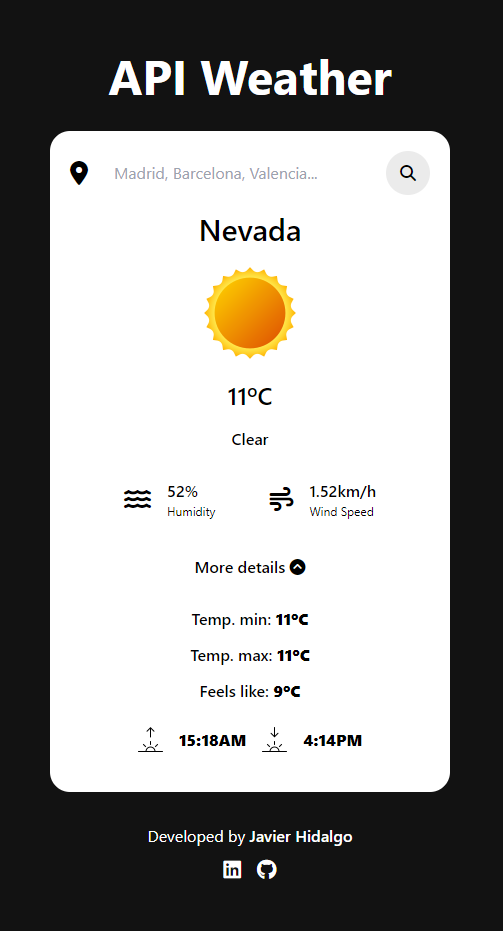 API Weather
Madrid, Barcelona, Valencia...
Nevada
11ºC
Clear
52%
Humidity
1.52km/h
Wind Speed
More details
Temp. min: 11ºC
Temp. max: 11ºC
Feels like: 9ºC
15:18AM 4:14PM
Developed by Javier Hidalgo